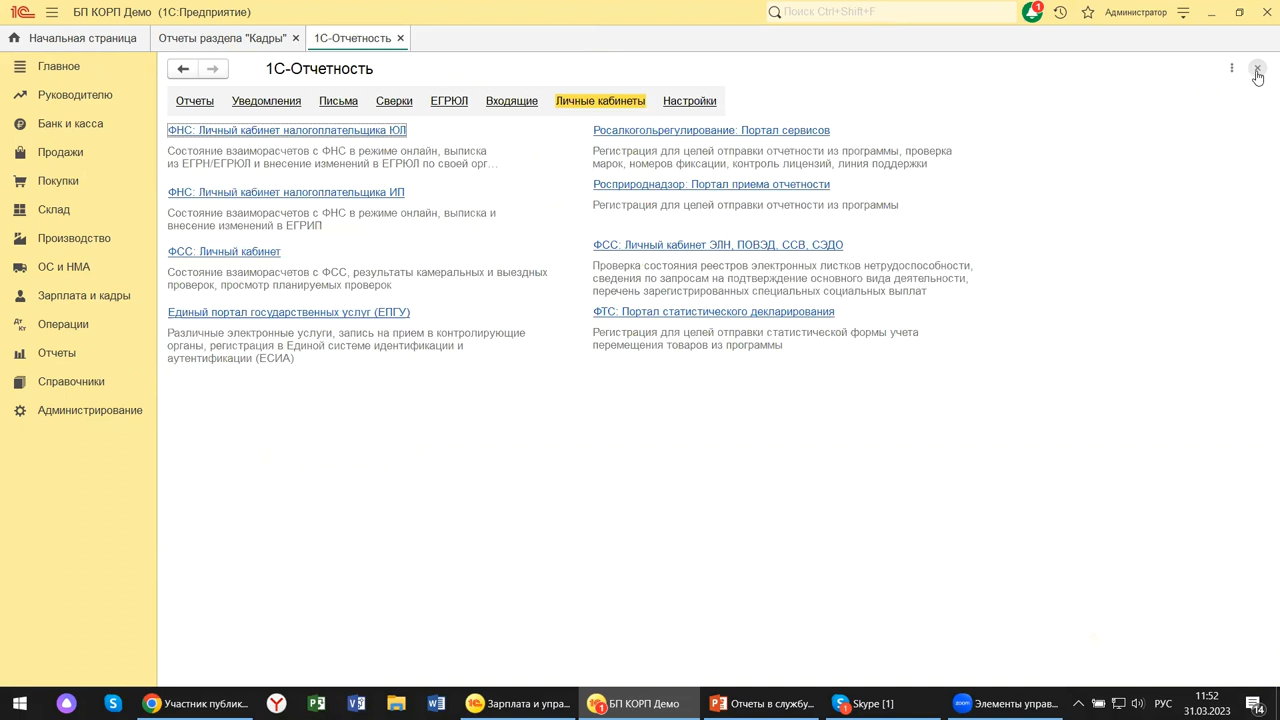 БП КОРП Демо (1С:Предприятие)
Поиск Ctrl+Shift+F
1
Администратор
Начальная страница
Отчеты раздела "Кадры" ×
1С-Отчетность ×
Главное
Руководителю
Банк и касса
Продажи
Покупки
Склад
Производство
ОС и НМА
Зарплата и кадры
Дт Кт
Операции
Отчеты
Справочники
Администрирование
1С-Отчетность
Отчеты
Уведомления
Письма
Сверки
ЕГРЮЛ
Входящие
Личные кабинеты
Настройки
ФНС: Личный кабинет налогоплательщика ЮЛ
Состояние взаиморасчетов с ФНС в режиме онлайн, выписка
из ЕГРН/ЕГРЮЛ и внесение изменений в ЕГРЮЛ по своей орг...
ФНС: Личный кабинет налогоплательщика ИП
Состояние взаиморасчетов с ФНС в режиме онлайн, выписка и
внесение изменений в ЕГРИП
ФСС: Личный кабинет
Состояние взаиморасчетов с ФСС, результаты камеральных и выездных
проверок, просмотр планируемых проверок
Единый портал государственных услуг (ЕПГУ)
Различные электронные услуги, запись на прием в контролирующие
органы, регистрация в Единой системе идентификации и
аутентификации (ЕСИА)
Росалкогольрегулирование: Портал сервисов
Регистрация для целей отправки отчетности из программы, проверка
марок, номеров фиксации, контроль лицензий, линия поддержки
Росприроднадзор: Портал приема отчетности
Регистрация для целей отправки отчетности из программы
ФСС: Личный кабинет ЭЛН, ПОВЭД, ССВ, СЭДО
Проверка состояния реестров электронных листков нетрудоспособности,
сведения по запросам на подтверждение основного вида деятельности,
перечень зарегистрированных специальных социальных выплат
ФТС: Портал статистического декларирования
Регистрация для целей отправки статистической формы учета
перемещения товаров из программы
Участник публик...
Зарплата и упра...
БП КОРП Демо
Отчеты в службу...
Skype [1]
zoom
Элементы управ...
РУС
11:52
31.03.2023
14